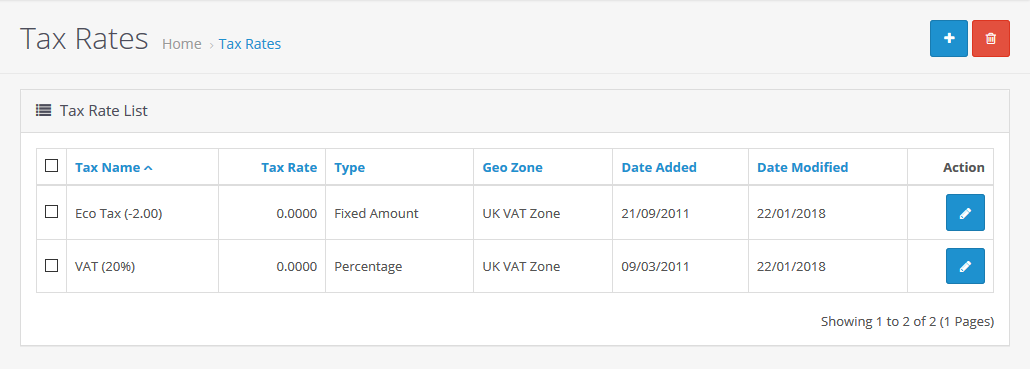 Tax Rates Home › Tax Rates
Tax Rate List
Tax Name Tax Rate Type Geo Zone Date Added Date Modified Action
Eco Tax (-2.00) 0.0000 Fixed Amount UK VAT Zone 21/09/2011 22/01/2018
VAT (20%) 0.0000 Percentage UK VAT Zone 09/03/2011 22/01/2018
Showing 1 to 2 of 2 (1 Pages)